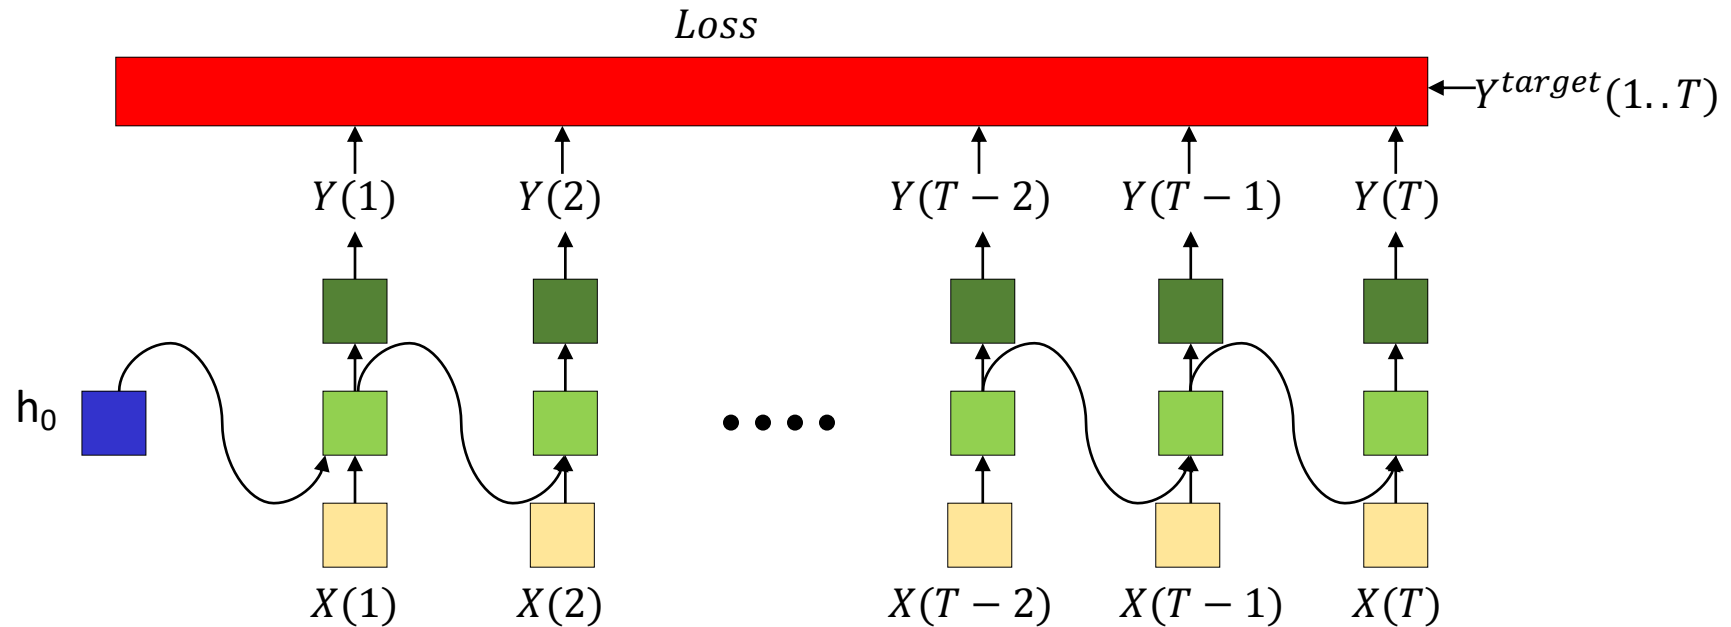 Loss
Y^{target}(1..T)
Y(1) Y(2) Y(T − 2) Y(T − 1) Y(T)
h₀
X(1) X(2) X(T − 2) X(T − 1) X(T)